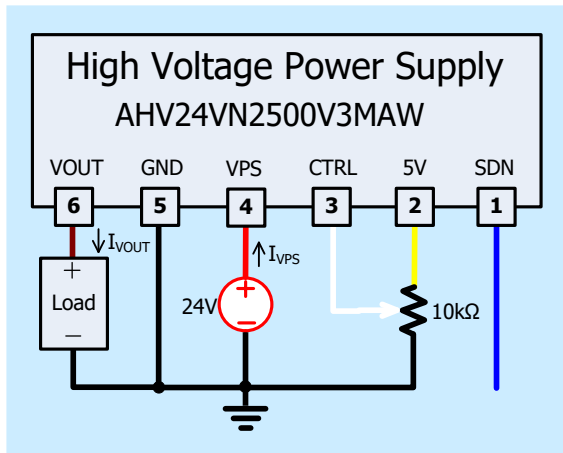 High Voltage Power Supply
AHV24VN2500V3MAW
VOUT GND VPS CTRL 5V SDN
6 5 4 3 2 1
+ ↓IVOUT ↑IVPS
Load
−
24V + −
10kΩ